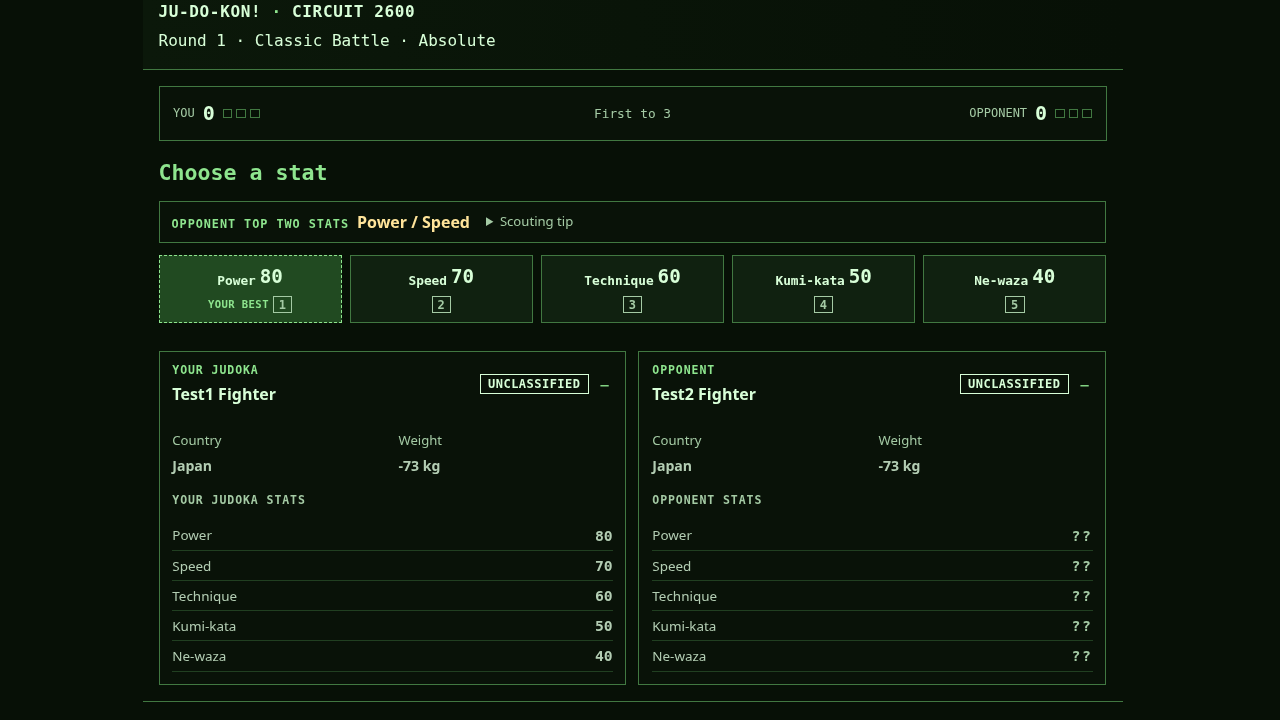 JU-DO-KON! · CIRCUIT 2600
Round 1 · Classic Battle · Absolute
YOU 0 First to 3 OPPONENT 0
Choose a stat
OPPONENT TOP TWO STATS Power / Speed Scouting tip
Power 80 Speed 70 Technique 60 Kumi-kata 50 Ne-waza 40
YOUR BEST 1 2 3 4 5
YOUR JUDOKA
Test1 Fighter UNCLASSIFIED —
Country Weight
Japan -73 kg
YOUR JUDOKA STATS
Power 80
Speed 70
Technique 60
Kumi-kata 50
Ne-waza 40
OPPONENT
Test2 Fighter UNCLASSIFIED —
Country Weight
Japan -73 kg
OPPONENT STATS
Power ??
Speed ??
Technique ??
Kumi-kata ??
Ne-waza ??